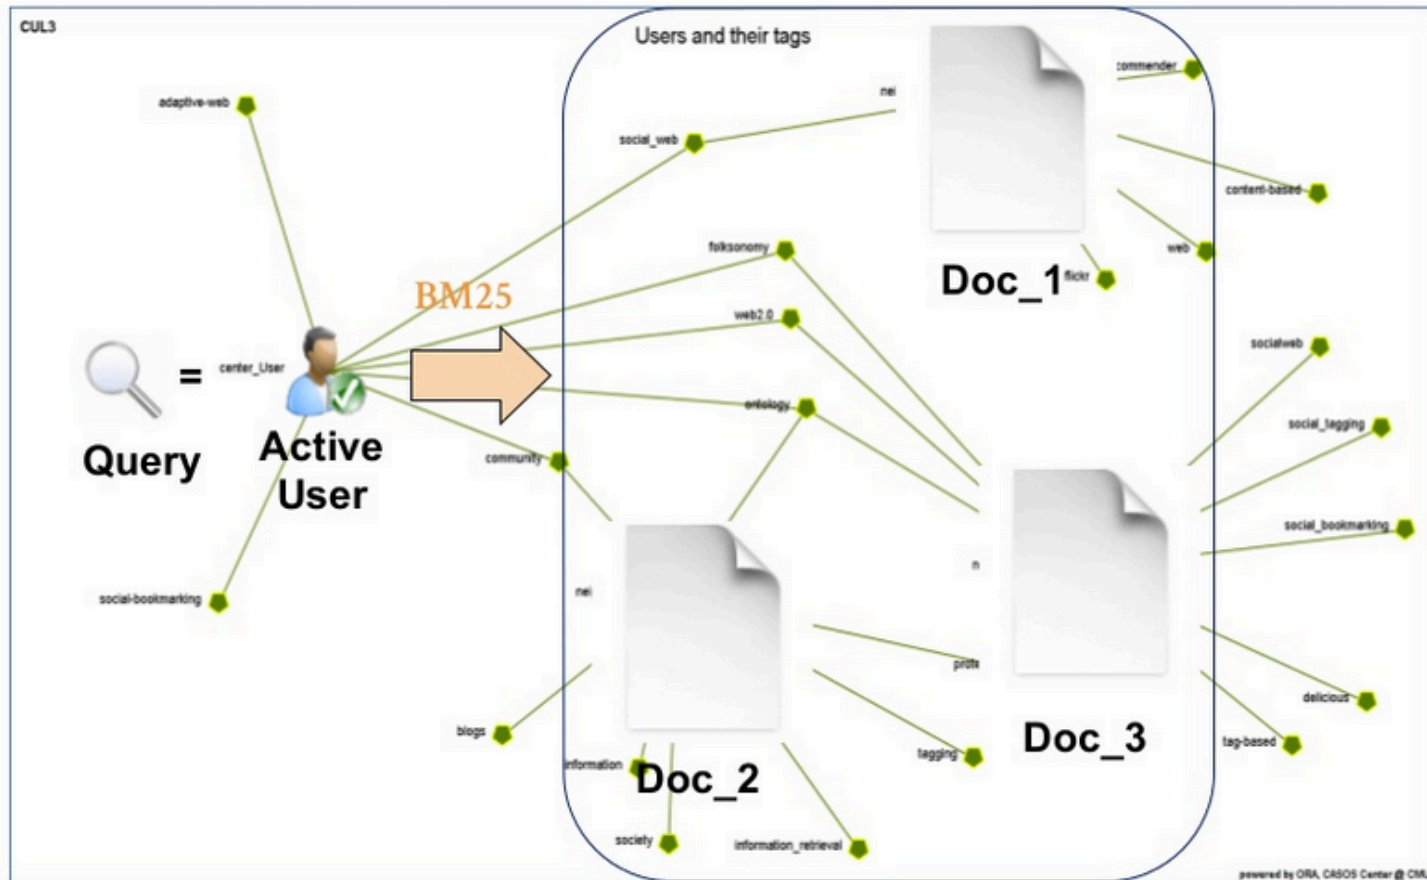 CUL3
Users and their tags
commender
adaptive-web
nei
social_web
content-based
folksonomy
web
Doc_1
flickr
BM25
web2.0
socialweb
=
center_User
ontology
social_tagging
Query
Active
User
community
social_bookmarking
n
nei
social-bookmarking
delicious
blogs
tagging
Doc_3
tag-based
information
Doc_2
society
information_retrieval
powered by ORA, CASOS Center @ CMU